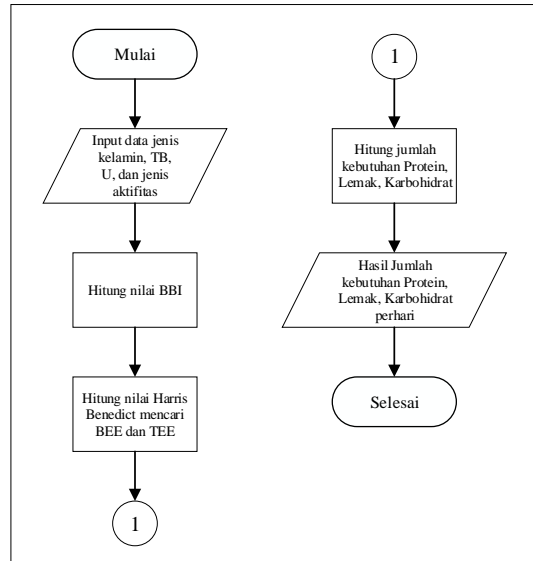 Mulai
Input data jenis
kelamin, TB,
U, dan jenis
aktifitas
Hitung nilai BBI
Hitung nilai Harris
Benedict mencari
BEE dan TEE
1
1
Hitung jumlah
kebutuhan Protein,
Lemak, Karbohidrat
Hasil Jumlah
kebutuhan Protein,
Lemak, Karbohidrat
perhari
Selesai